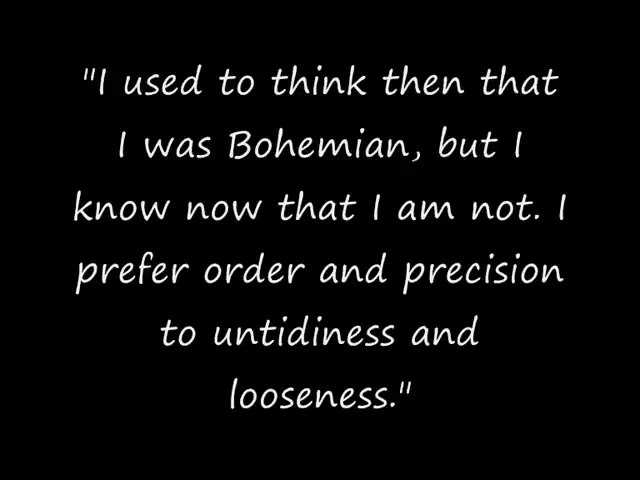 "I used to think then that
I was Bohemian, but I
know now that I am not. I
prefer order and precision
to untidiness and
looseness."